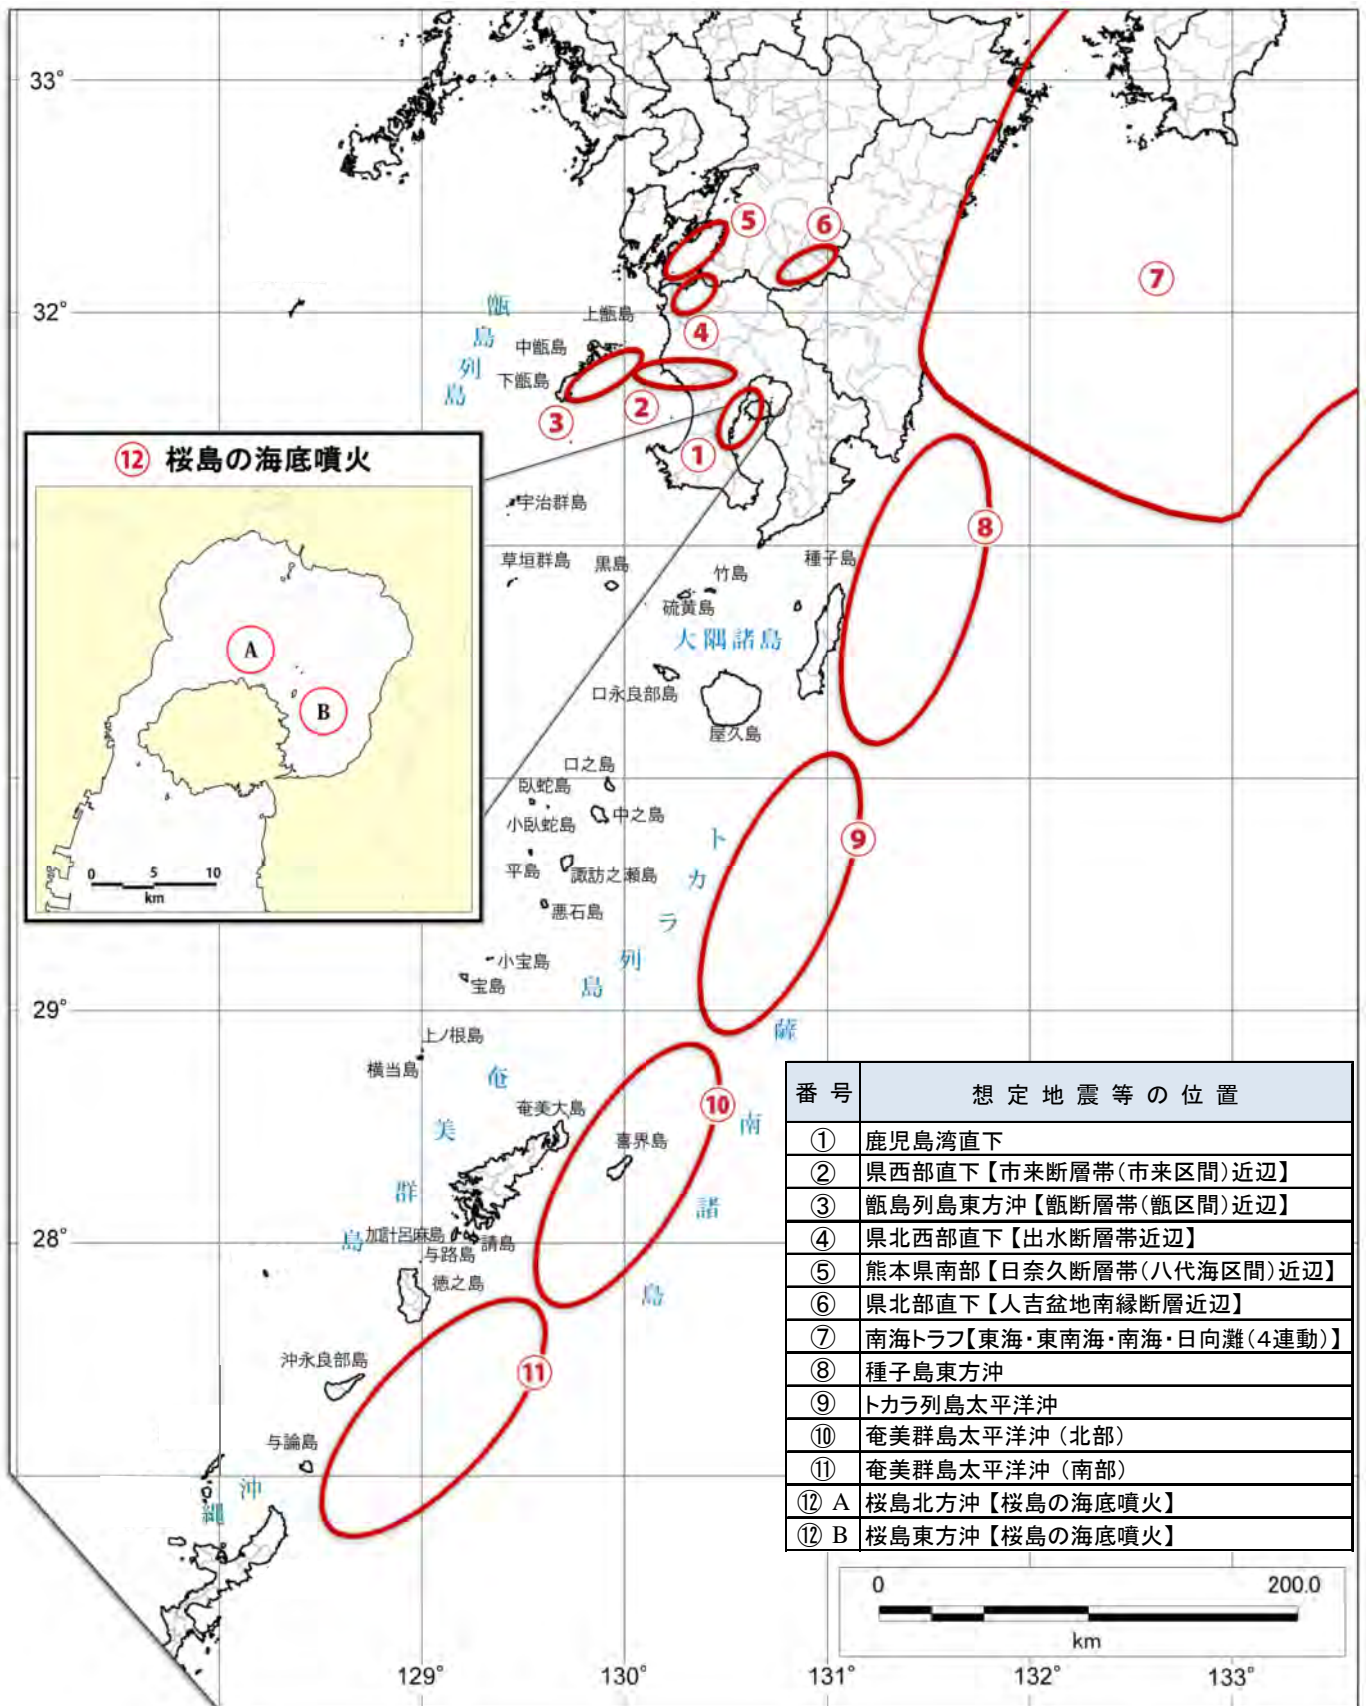 33°
32°
29°
28°
129°
130°
131°
132°
133°
⑤
⑥
⑦
④
③
②
①
⑧
⑨
⑩
⑪
甑島列島
上甑島
中甑島
下甑島
⑫ 桜島の海底噴火
A
B
0 5 10
km
宇治群島
草垣群島
黒島
竹島
硫黄島
種子島
大隅諸島
口永良部島
屋久島
口之島
臥蛇島
小臥蛇島
中之島
平島
諏訪之瀬島
悪石島
小宝島
宝島
トカラ列島
薩南諸島
上ノ根島
横当島
奄美群島
奄美大島
喜界島
加計呂麻島
請島
与路島
徳之島
沖永良部島
与論島
沖縄
番号 想定地震等の位置
① 鹿児島湾直下
② 県西部直下【市来断層帯(市来区間)近辺】
③ 甑島列島東方沖【甑断層帯(甑区間)近辺】
④ 県北西部直下【出水断層帯近辺】
⑤ 熊本県南部【日奈久断層帯(八代海区間)近辺】
⑥ 県北部直下【人吉盆地南縁断層近辺】
⑦ 南海トラフ【東海・東南海・南海・日向灘(4連動)】
⑧ 種子島東方沖
⑨ トカラ列島太平洋沖
⑩ 奄美群島太平洋沖(北部)
⑪ 奄美群島太平洋沖(南部)
⑫ A 桜島北方沖【桜島の海底噴火】
⑫ B 桜島東方沖【桜島の海底噴火】
0 200.0
km